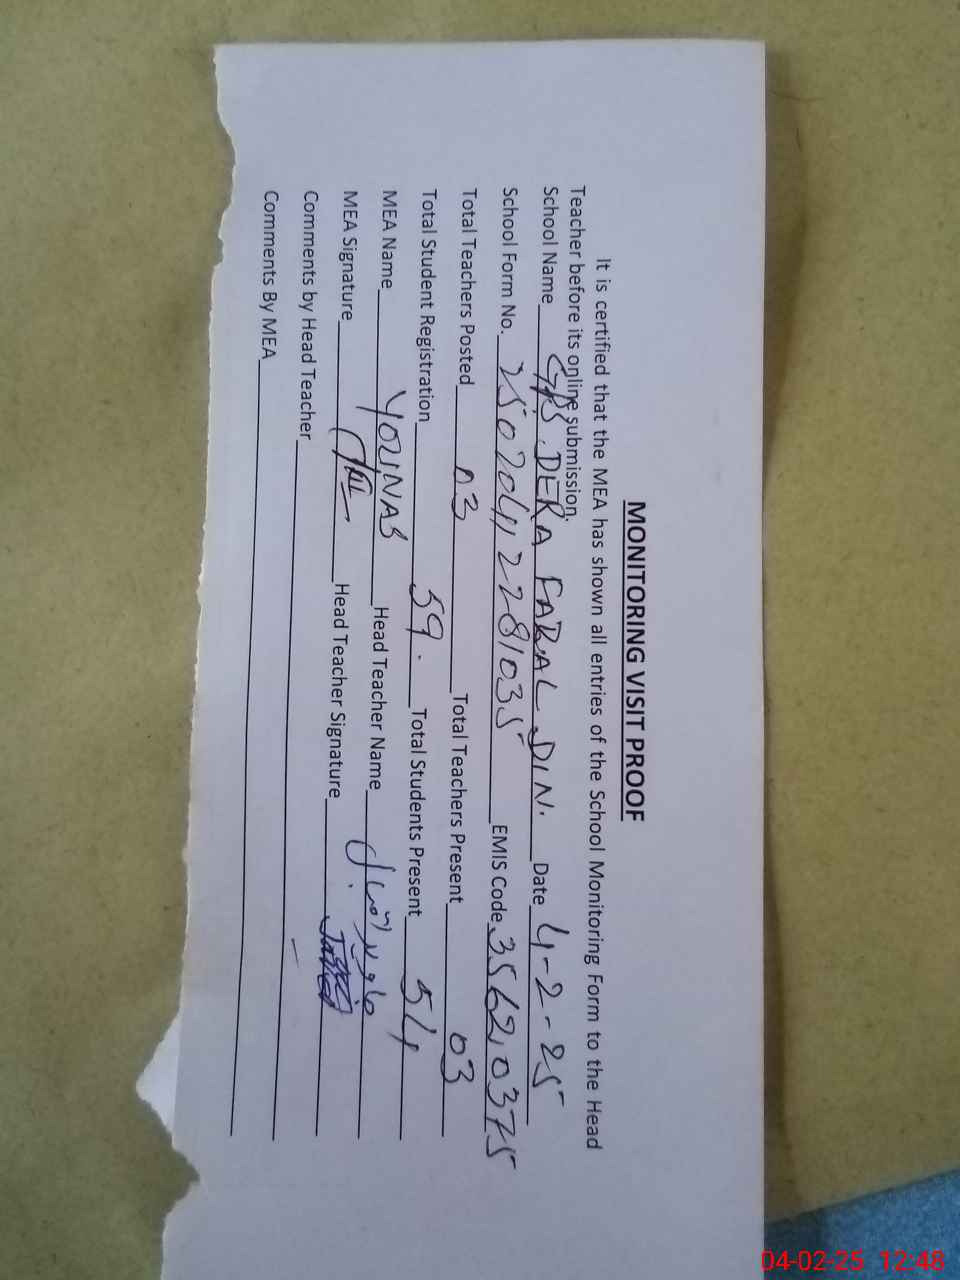 MONITORING VISIT PROOF
It is certified that the MEA has shown all entries of the School Monitoring Form to the Head
Teacher before its online submission.
School Name GPS DERA FARAL DIN. Date 4-2-25
School Form No. 25020412281035 EMIS Code 35620375
Total Teachers Posted 03 Total Teachers Present 03
Total Student Registration 59. Total Students Present 54
MEA Name YOUNAS Head Teacher Name جاوید اقبال
MEA Signature Head Teacher Signature
Comments by Head Teacher
Comments By MEA
04-02-25 12:48